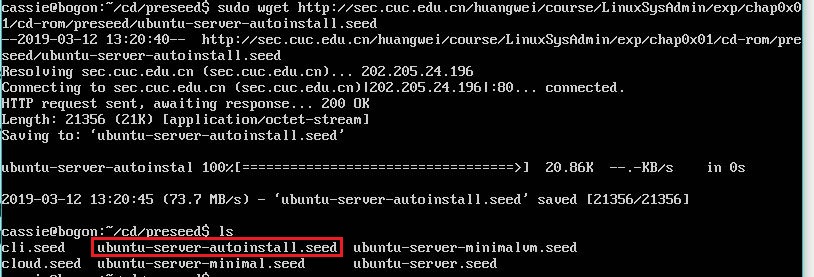 cassie@bogon:~/cd/preseed$ sudo wget http://sec.cuc.edu.cn/huangwei/course/LinuxSysAdmin/exp/chap0x0
1/cd-rom/preseed/ubuntu-server-autoinstall.seed
--2019-03-12 13:20:40--  http://sec.cuc.edu.cn/huangwei/course/LinuxSysAdmin/exp/chap0x01/cd-rom/pre
seed/ubuntu-server-autoinstall.seed
Resolving sec.cuc.edu.cn (sec.cuc.edu.cn)... 202.205.24.196
Connecting to sec.cuc.edu.cn (sec.cuc.edu.cn)|202.205.24.196|:80... connected.
HTTP request sent, awaiting response... 200 OK
Length: 21356 (21K) [application/octet-stream]
Saving to: ‘ubuntu-server-autoinstall.seed’
ubuntu-server-autoinstal 100%[==================================>]  20.86K  --.-KB/s    in 0s
2019-03-12 13:20:45 (73.7 MB/s) - ‘ubuntu-server-autoinstall.seed’ saved [21356/21356]
cassie@bogon:~/cd/preseed$ ls
cli.seed    ubuntu-server-autoinstall.seed  ubuntu-server-minimalvm.seed
cloud.seed  ubuntu-server-minimal.seed      ubuntu-server.seed